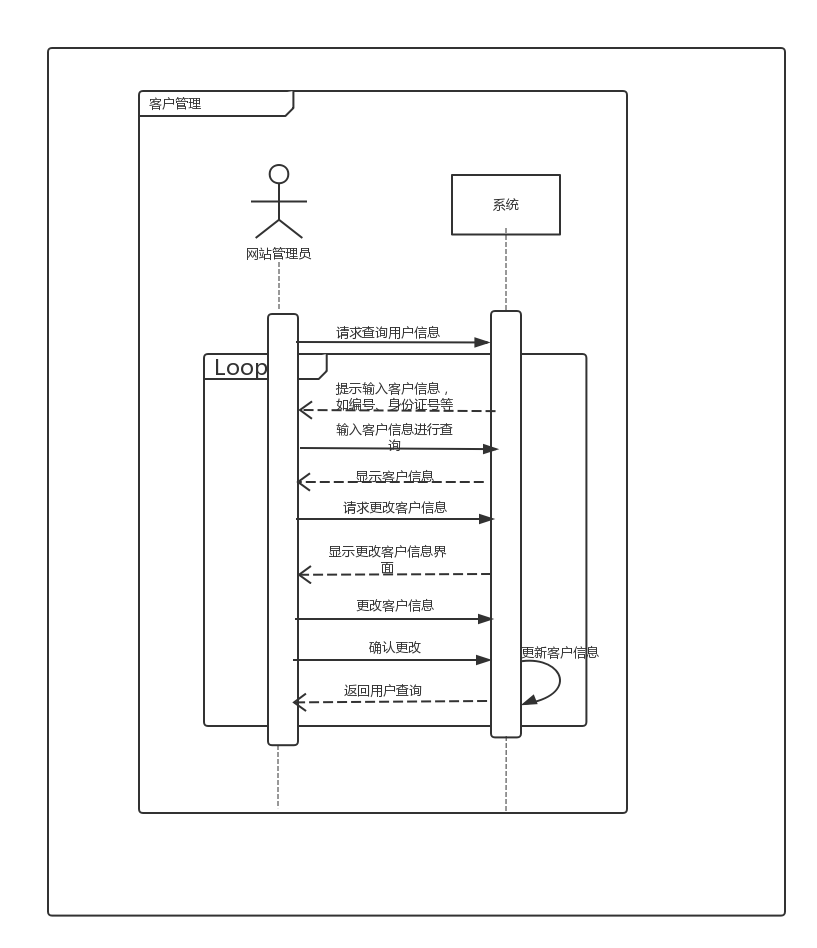 客户管理
系统
网站管理员
请求查询用户信息
Loop
提示输入客户信息，
如编号、身份证号等
输入客户信息进行查
询
显示客户信息
请求更改客户信息
显示更改客户信息界
面
更改客户信息
确认更改
更新客户信息
返回用户查询